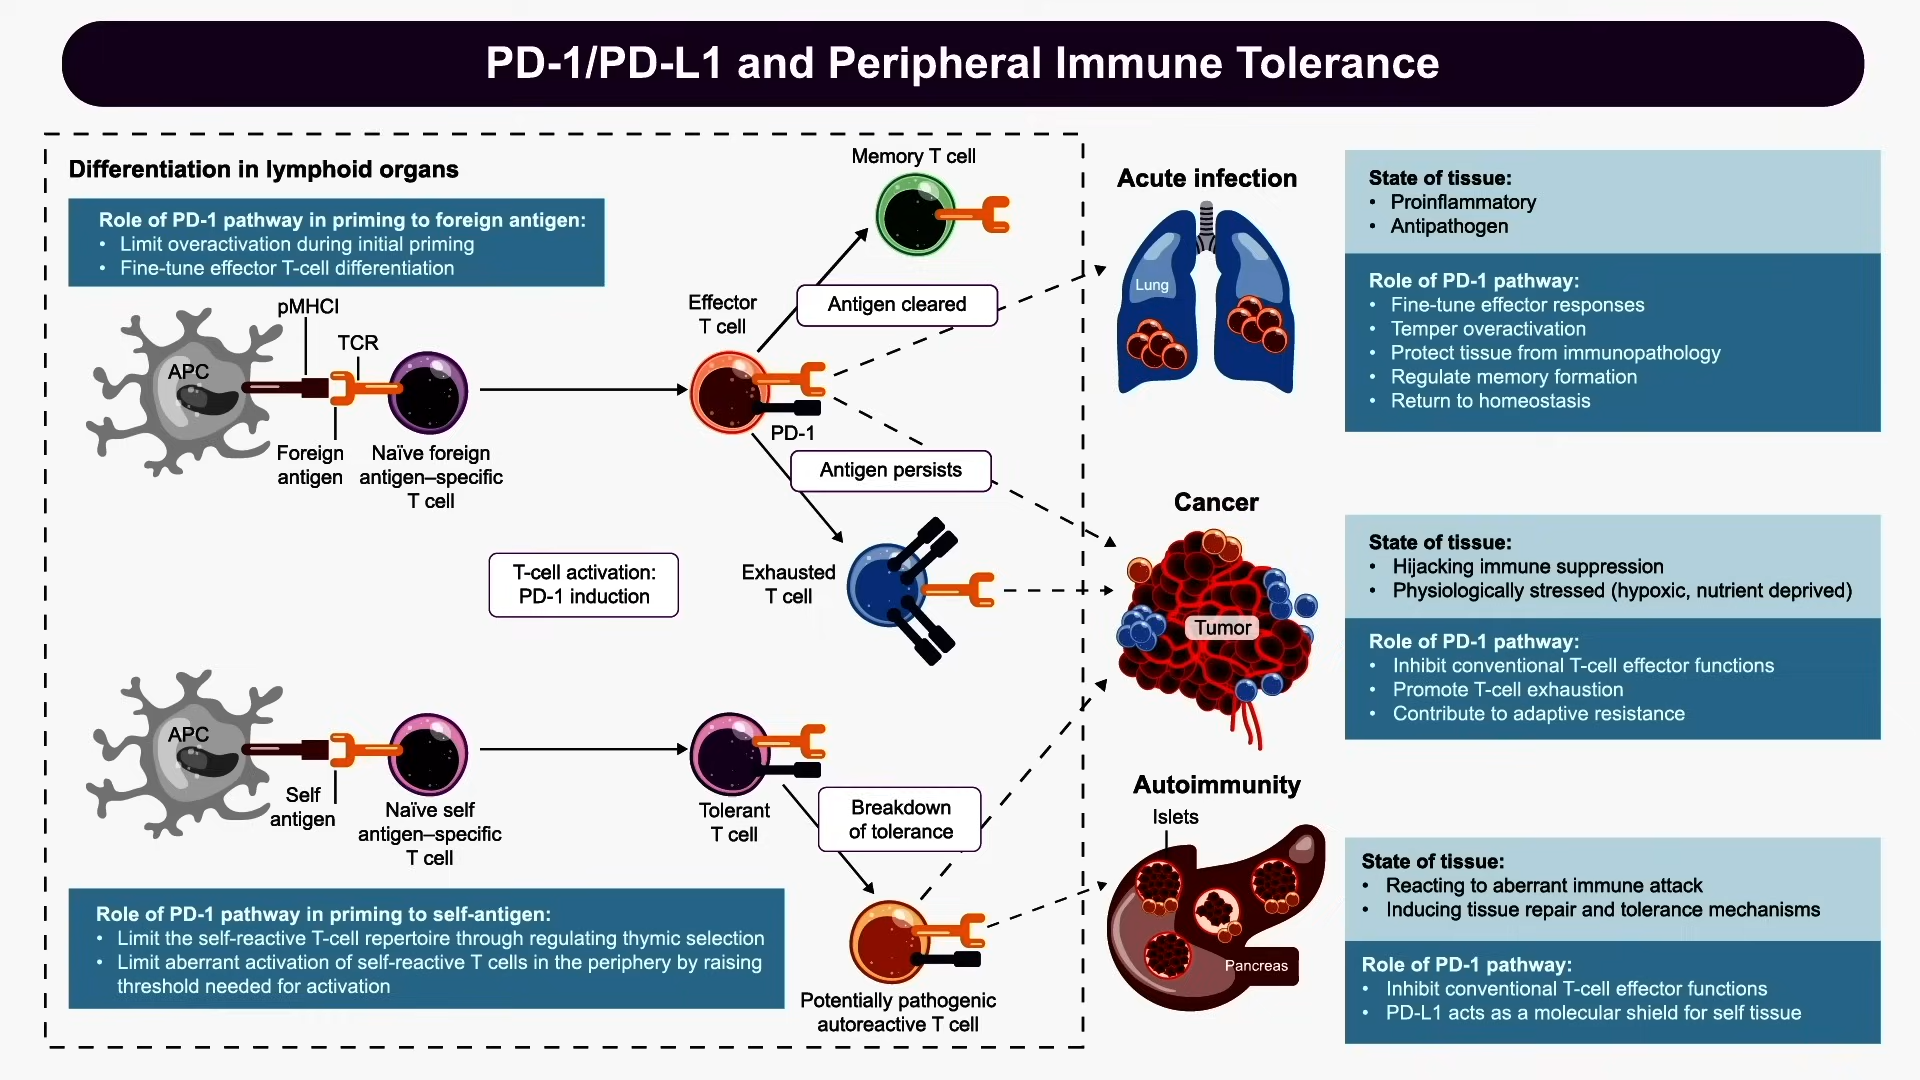 PD-1/PD-L1 and Peripheral Immune Tolerance
Differentiation in lymphoid organs
Role of PD-1 pathway in priming to foreign antigen:
• Limit overactivation during initial priming
• Fine-tune effector T-cell differentiation
pMHCI
TCR
APC
Foreign
antigen
Naïve foreign
antigen–specific
T cell
Effector
T cell
PD-1
Memory T cell
Antigen cleared
Antigen persists
T-cell activation:
PD-1 induction
Exhausted
T cell
APC
Self
antigen
Naïve self
antigen–specific
T cell
Tolerant
T cell
Breakdown
of tolerance
Potentially pathogenic
autoreactive T cell
Role of PD-1 pathway in priming to self-antigen:
• Limit the self-reactive T-cell repertoire through regulating thymic selection
• Limit aberrant activation of self-reactive T cells in the periphery by raising
threshold needed for activation
Acute infection
Lung
State of tissue:
• Proinflammatory
• Antipathogen
Role of PD-1 pathway:
• Fine-tune effector responses
• Temper overactivation
• Protect tissue from immunopathology
• Regulate memory formation
• Return to homeostasis
Cancer
Tumor
State of tissue:
• Hijacking immune suppression
• Physiologically stressed (hypoxic, nutrient deprived)
Role of PD-1 pathway:
• Inhibit conventional T-cell effector functions
• Promote T-cell exhaustion
• Contribute to adaptive resistance
Autoimmunity
Islets
Pancreas
State of tissue:
• Reacting to aberrant immune attack
• Inducing tissue repair and tolerance mechanisms
Role of PD-1 pathway:
• Inhibit conventional T-cell effector functions
• PD-L1 acts as a molecular shield for self tissue